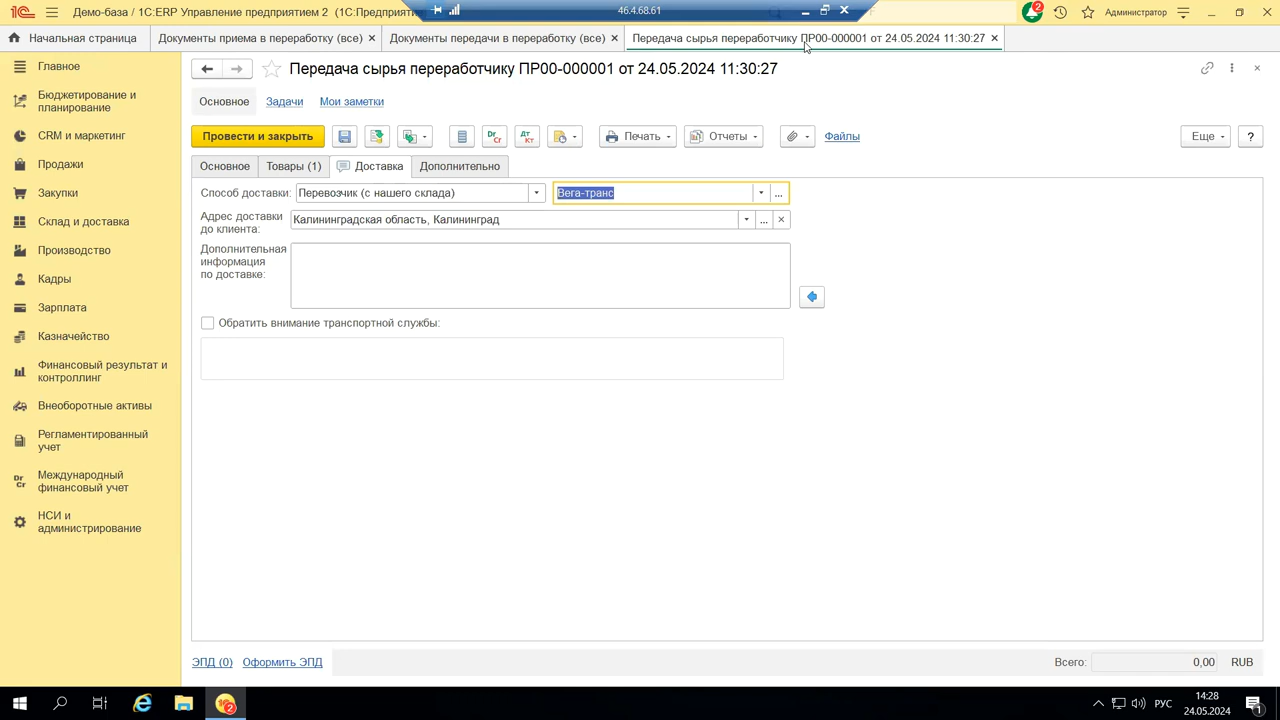 Демо-база / 1С:ERP Управление предприятием 2 (1С:Предприяти
46.4.68.61
2
Администратор
Начальная страница
Документы приема в переработку (все)
Документы передачи в переработку (все)
Передача сырья переработчику ПР00-000001 от 24.05.2024 11:30:27
Главное
Бюджетирование и
планирование
CRM и маркетинг
Продажи
Закупки
Склад и доставка
Производство
Кадры
Зарплата
Казначейство
Финансовый результат и
контроллинг
Внеоборотные активы
Регламентированный
учет
Международный
финансовый учет
НСИ и
администрирование
Передача сырья переработчику ПР00-000001 от 24.05.2024 11:30:27
Основное
Задачи
Мои заметки
Провести и закрыть
Печать
Отчеты
Файлы
Еще
?
Основное
Товары (1)
Доставка
Дополнительно
Способ доставки:
Перевозчик (с нашего склада)
Вега-транс
...
Адрес доставки
до клиента:
Калининградская область, Калининград
...
Дополнительная
информация
по доставке:
Обратить внимание транспортной службы:
ЭПД (0)
Оформить ЭПД
Всего:
0,00
RUB
2
РУС
14:28
24.05.2024
1